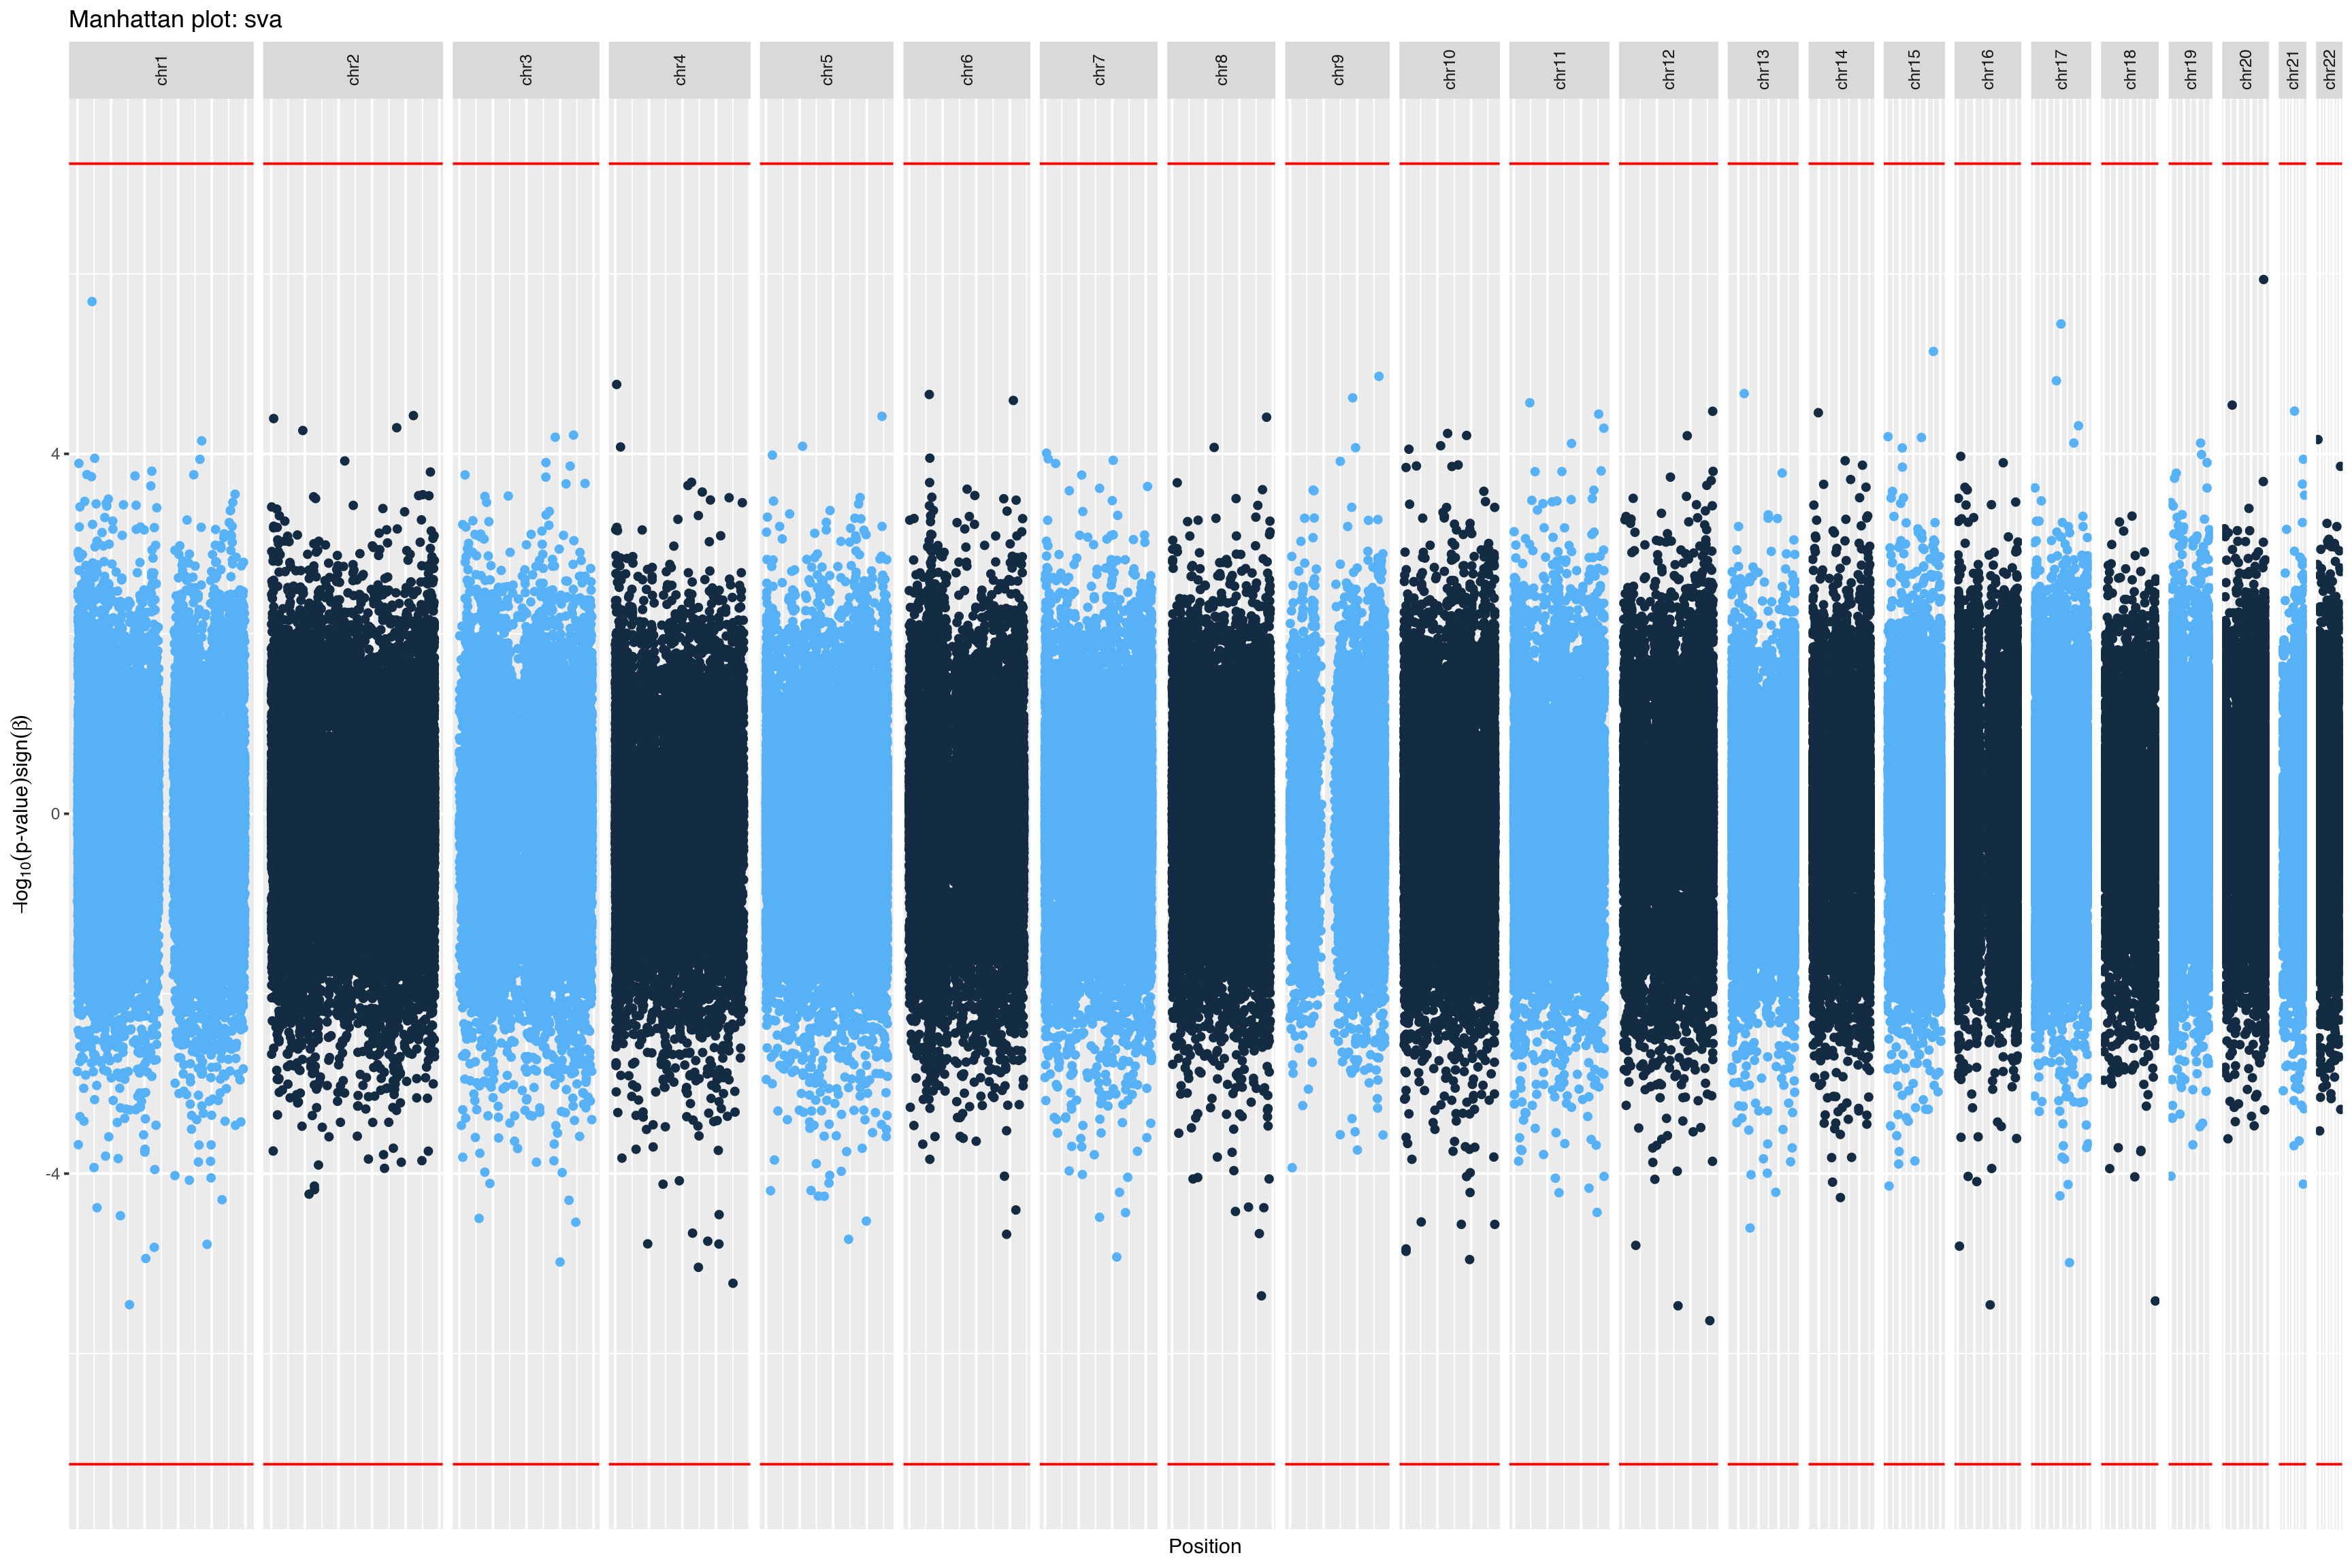 Manhattan plot: sva
chr1 chr2 chr3 chr4 chr5 chr6 chr7 chr8 chr9 chr10 chr11 chr12 chr13 chr14 chr15 chr16 chr17 chr18 chr19 chr20 chr21 chr22
4
0
-4
-log10(p-value)sign(β)
Position